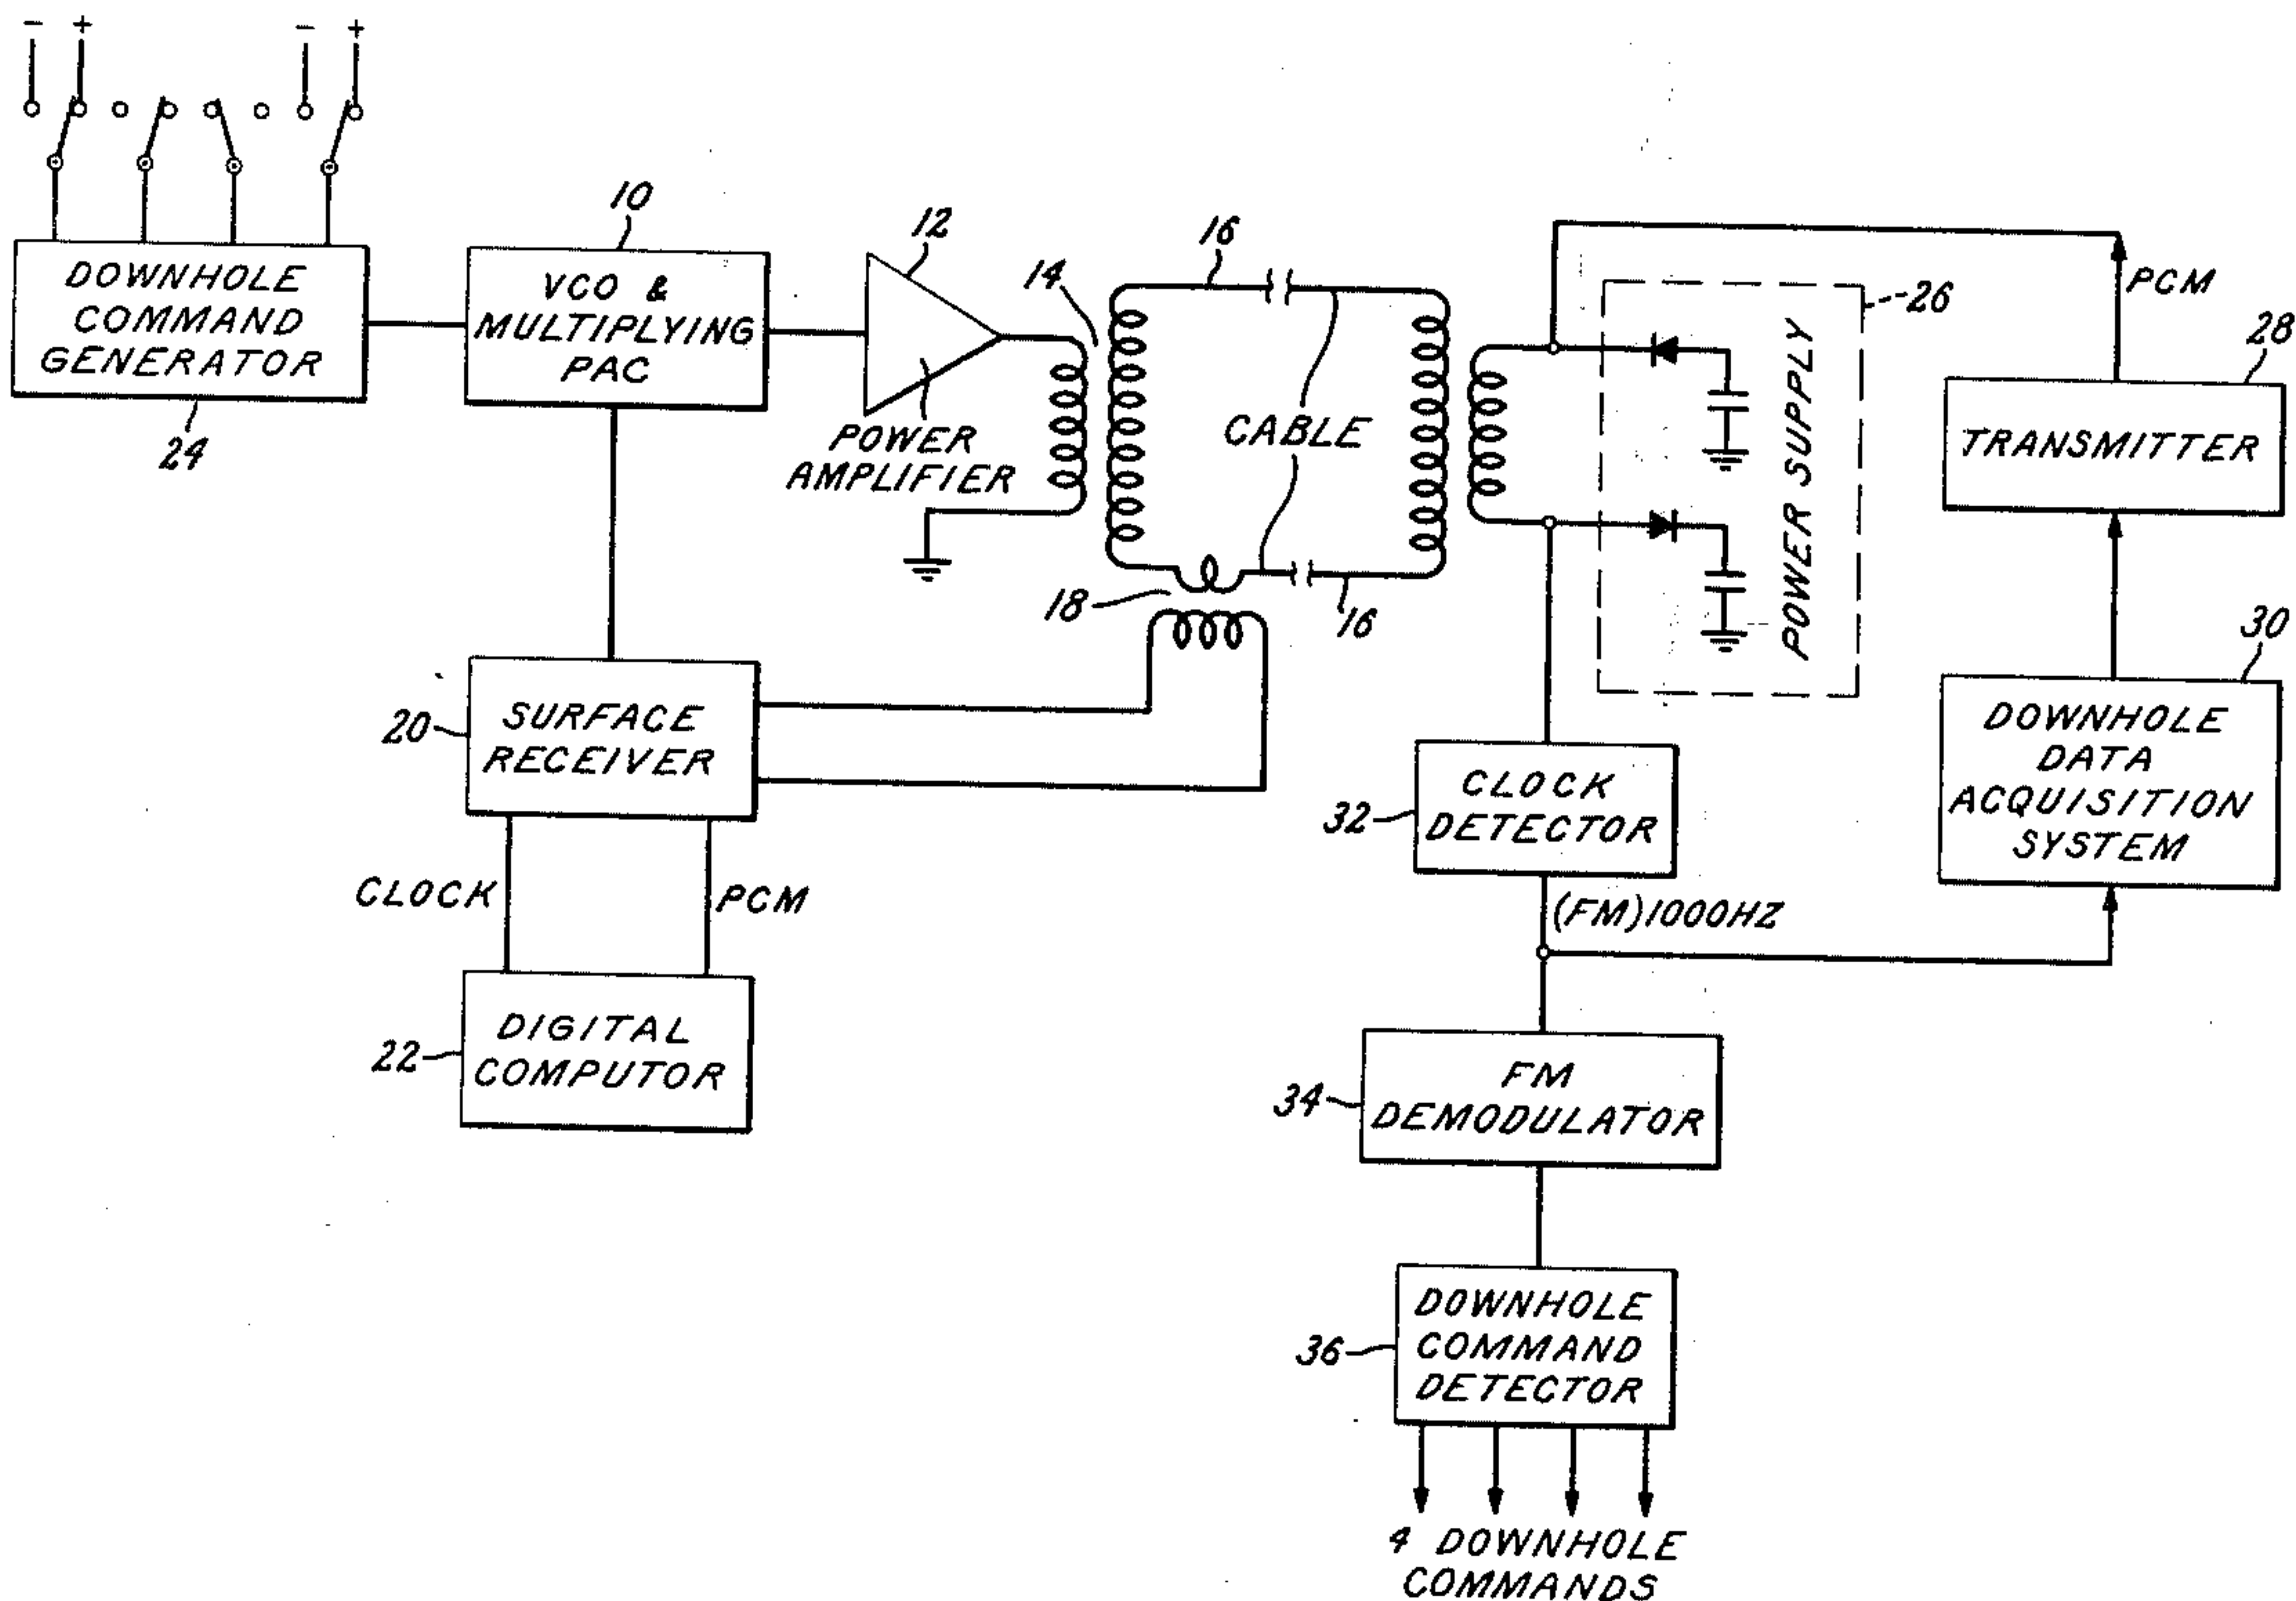 - + - +
DOWNHOLE
COMMAND
GENERATOR
24
10
VCO &
MULTIPLYING
PAC
12
POWER
AMPLIFIER
14
16
CABLE
16
18
26
POWER SUPPLY
PCM
28
TRANSMITTER
30
DOWNHOLE
DATA
ACQUISITION
SYSTEM
20
SURFACE
RECEIVER
CLOCK
PCM
22
DIGITAL
COMPUTOR
32
CLOCK
DETECTOR
(FM)1000HZ
34
FM
DEMODULATOR
36
DOWNHOLE
COMMAND
DETECTOR
4 DOWNHOLE
COMMANDS